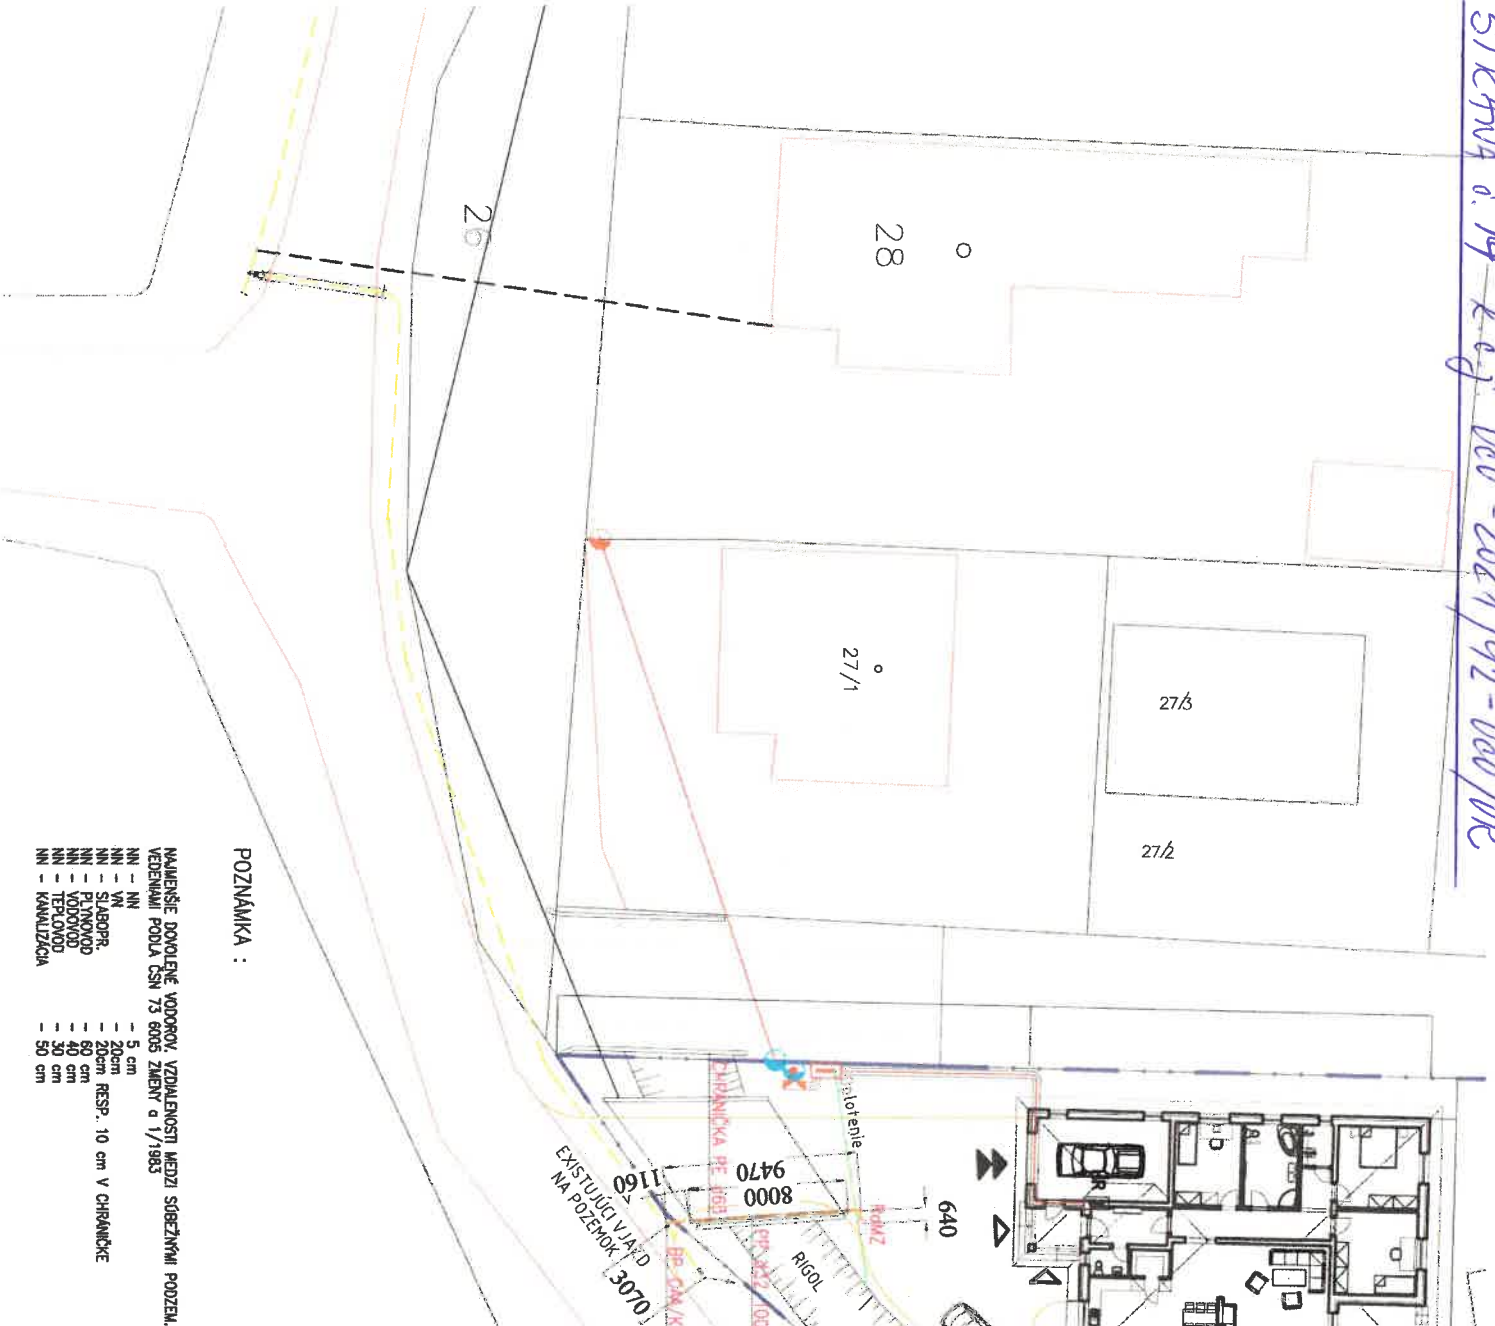 26
28
27/1
27/3
27/2
CHRÁNIČKA PE
plotenie
9470
8000
1160
640
RIGOL
EXISTUJÚCI VJAZD
NA POZEMOK
3070
POZNÁMKA :
NAJMENŠIE DOVOLENÉ VODOROV. VZDIALENOSTI MEDZI SÚBEŽNÝMI PODZEM.
VEDENIAMI PODĽA ČSN 73 6005 ZMENY a 1/1983
NN - NN - 5 cm
NN - VN - 20cm
NN - SLABOPR. - 20cm RESP. 10 cm V CHRÁNIČKE
NN - PLYNOVOD - 60 cm
NN - VODOVOD - 40 cm
NN - TEPLOVOD - 30 cm
NN - KANALIZÁCIA - 50 cm